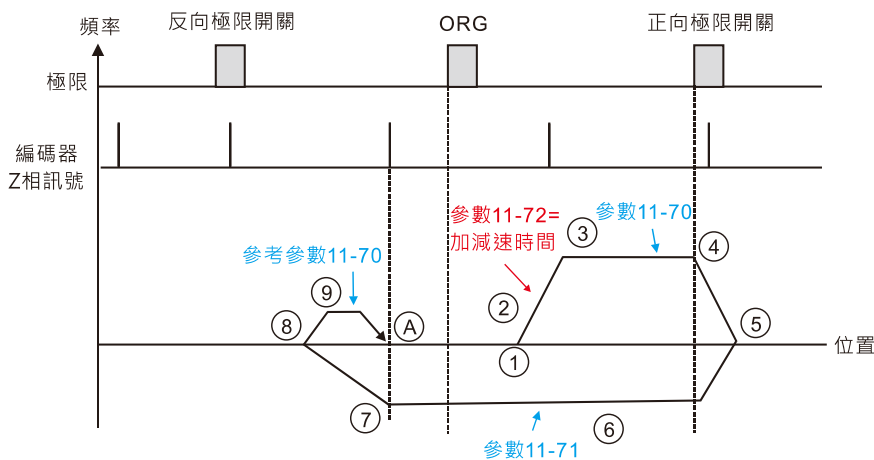 頻率
反向極限開關
ORG
正向極限開關
極限
編碼器
Z相訊號
參數11-72=
加減速時間
參數11-70
參考參數11-70
③
④
⑨
②
⑧
A
⑤
①
位置
⑦
⑥
參數11-71